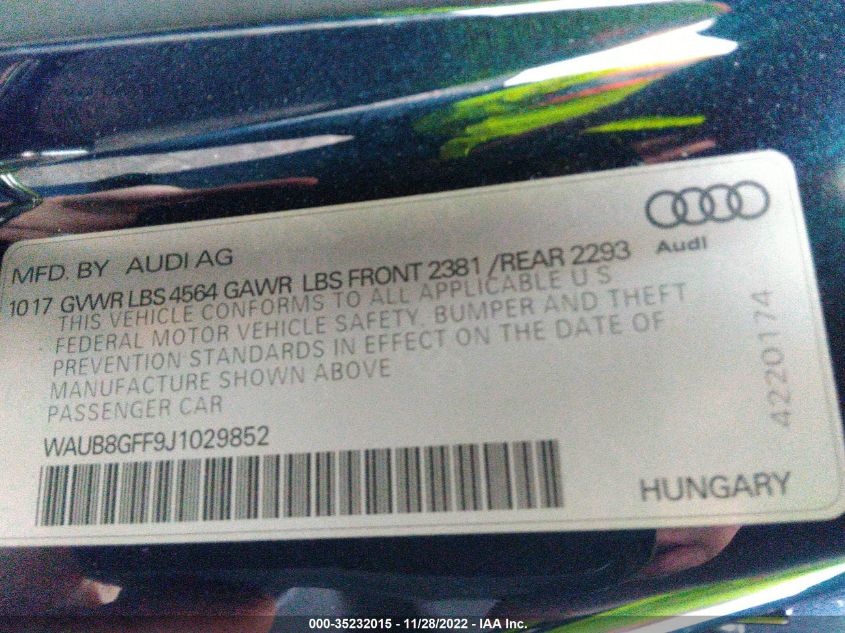 Audi
MFD. BY AUDI AG
1017 GVWR LBS 4564 GAWR LBS FRONT 2381 /REAR 2293
THIS VEHICLE CONFORMS TO ALL APPLICABLE U S
FEDERAL MOTOR VEHICLE SAFETY, BUMPER AND THEFT
PREVENTION STANDARDS IN EFFECT ON THE DATE OF
MANUFACTURE SHOWN ABOVE
PASSENGER CAR
WAUB8GFF9J1029852
4220174
HUNGARY
000-35232015 - 11/28/2022 - IAA Inc.